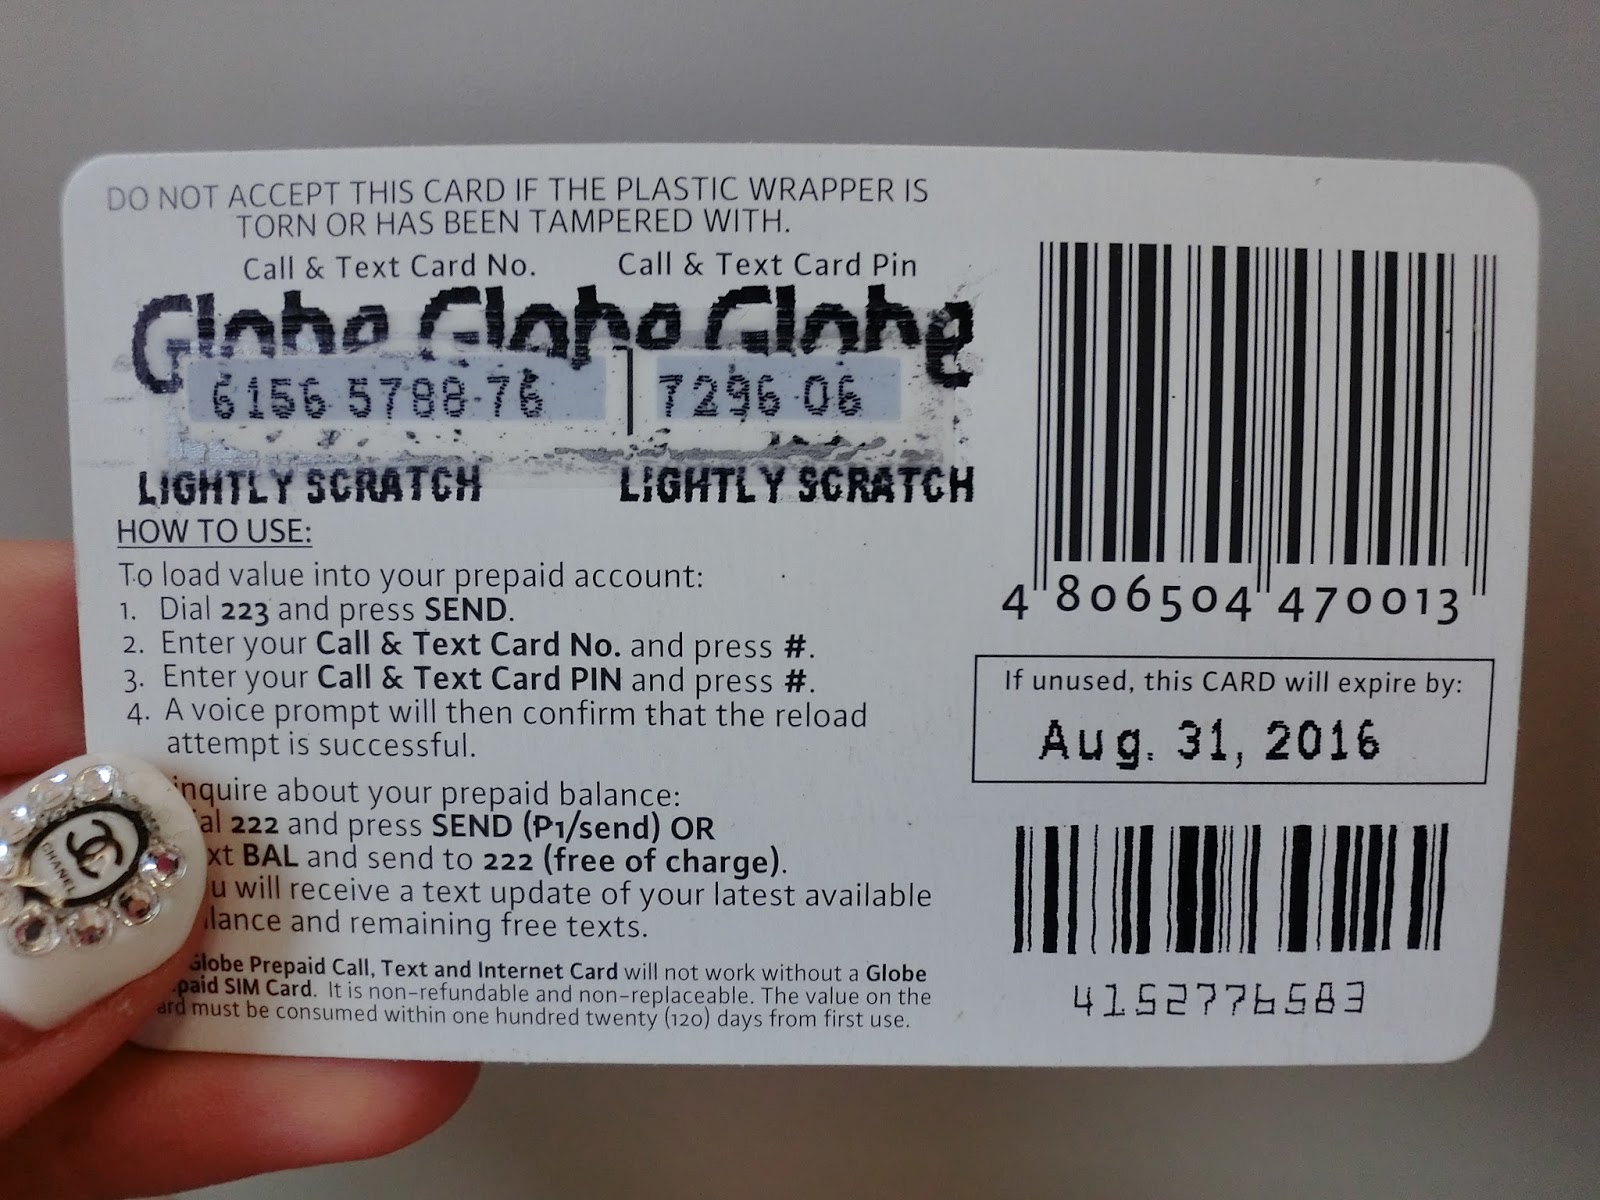 DO NOT ACCEPT THIS CARD IF THE PLASTIC WRAPPER IS
TORN OR HAS BEEN TAMPERED WITH.
Call & Text Card No.
Call & Text Card Pin
Globe Globe Globe
6156 5788 76
7296 06
LIGHTLY SCRATCH
LIGHTLY SCRATCH
HOW TO USE:
To load value into your prepaid account:
1. Dial 223 and press SEND.
2. Enter your Call & Text Card No. and press #.
3. Enter your Call & Text Card PIN and press #.
4. A voice prompt will then confirm that the reload
attempt is successful.
inquire about your prepaid balance:
al 222 and press SEND (P1/send) OR
xt BAL and send to 222 (free of charge).
u will receive a text update of your latest available
lance and remaining free texts.
Globe Prepaid Call, Text and Internet Card will not work without a Globe
paid SIM Card. It is non-refundable and non-replaceable. The value on the
ard must be consumed within one hundred twenty (120) days from first use.
4 806504 470013
If unused, this CARD will expire by:
Aug. 31, 2016
4152776583
CHANEL